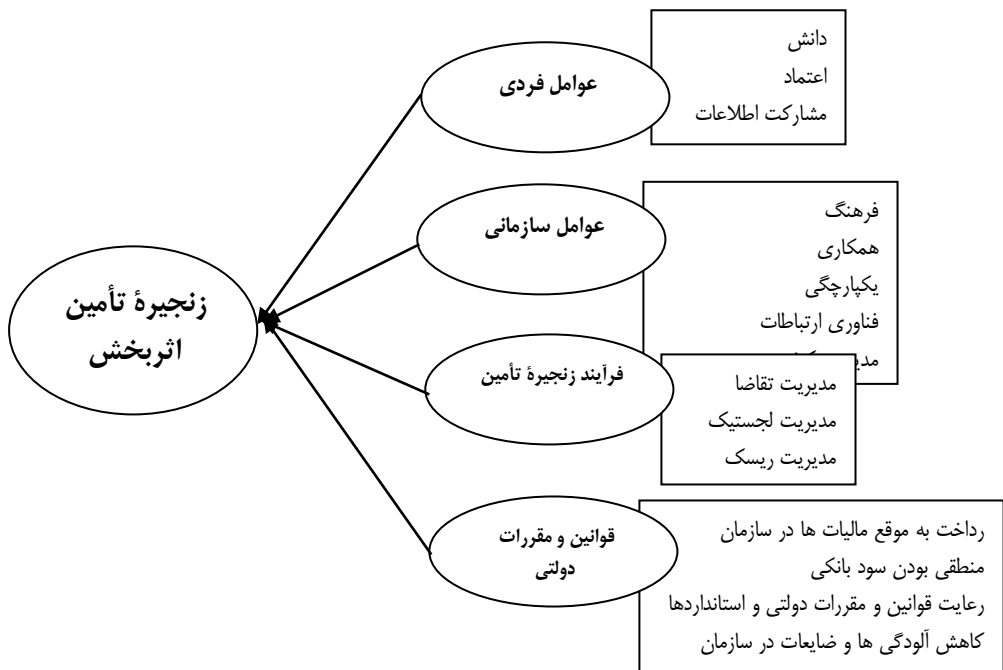 دانش
اعتماد
مشارکت اطلاعات
عوامل فردی
فرهنگ
همکاری
یکپارچگی
فناوری ارتباطات
عوامل سازمانی
زنجیرهٔ تأمین
اثربخش
مدیریت تقاضا
مدیریت لجستیک
مدیریت ریسک
فرآیند زنجیرهٔ تأمین
رداخت به موقع مالیات ها در سازمان
منطقی بودن سود بانکی
رعایت قوانین و مقررات دولتی و استانداردها
کاهش آلودگی ها و ضایعات در سازمان
قوانین و مقررات
دولتی